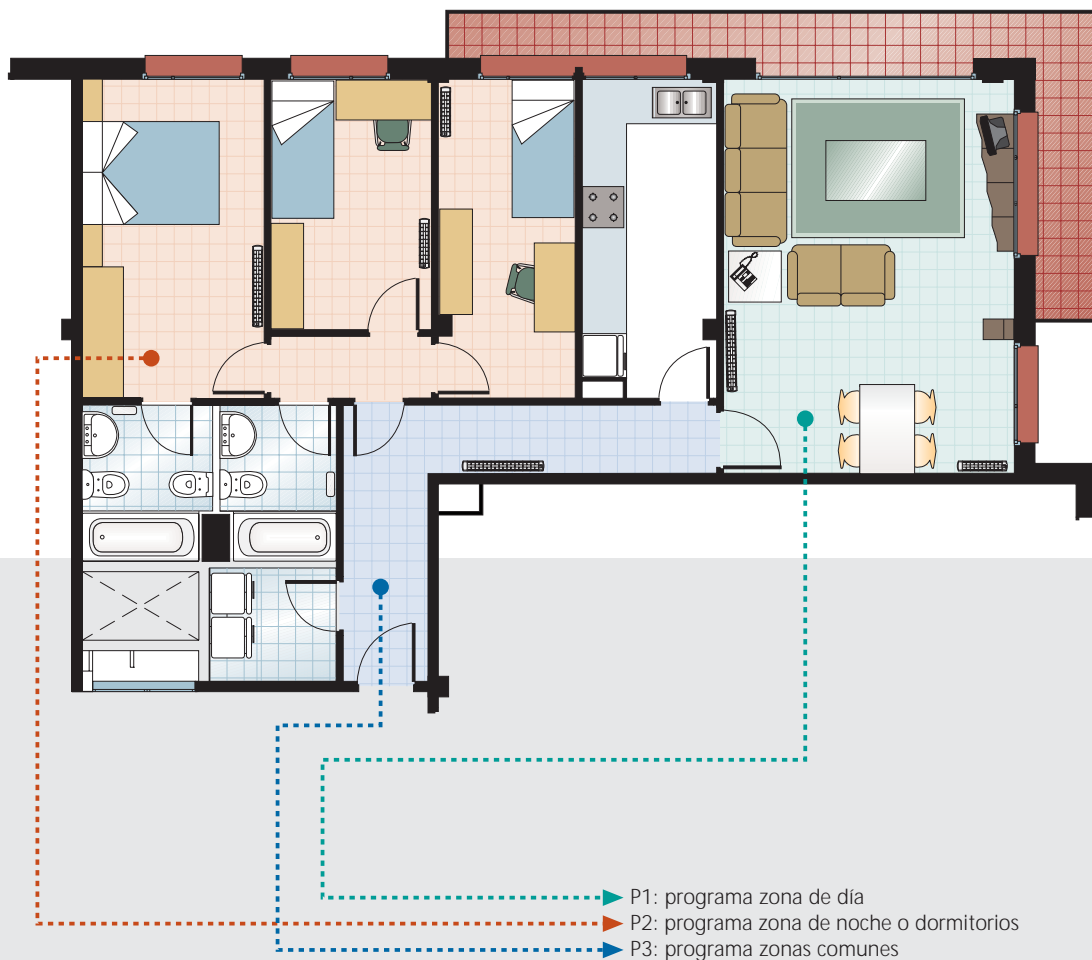 P1: programa zona de día
P2: programa zona de noche o dormitorios
P3: programa zonas comunes